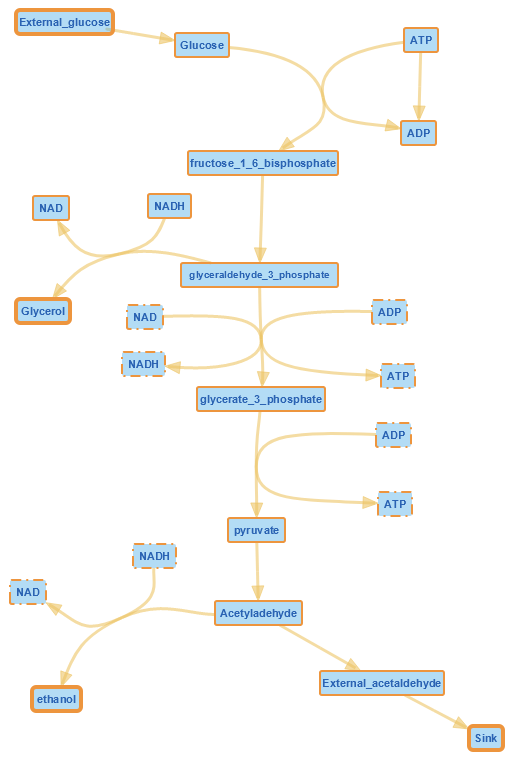 External_glucose
Glucose
ATP
ADP
fructose_1_6_bisphosphate
NAD
NADH
glyceraldehyde_3_phosphate
Glycerol
NAD
ADP
NADH
ATP
glycerate_3_phosphate
ADP
ATP
pyruvate
NADH
NAD
Acetyladehyde
External_acetaldehyde
ethanol
Sink